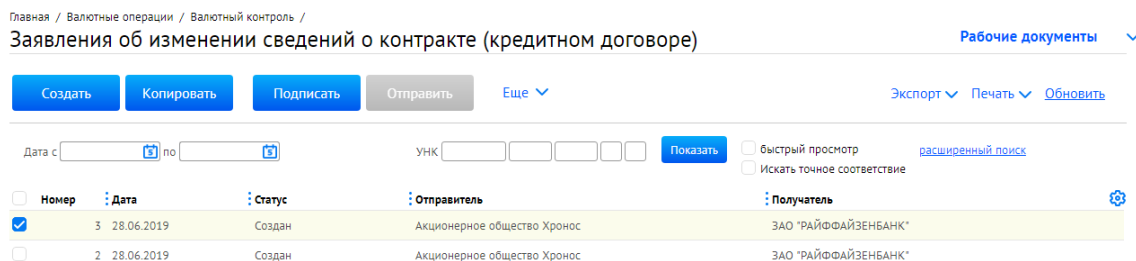 Главная / Валютные операции / Валютный контроль /
Заявления об изменении сведений о контракте (кредитном договоре)
Рабочие документы
Создать Копировать Подписать Отправить Еще Экспорт Печать Обновить
Дата с по УНК Показать быстрый просмотр расширенный поиск
Искать точное соответствие
Номер Дата Статус Отправитель Получатель
3 28.06.2019 Создан Акционерное общество Хронос ЗАО "РАЙФФАЙЗЕНБАНК"
2 28.06.2019 Создан Акционерное общество Хронос ЗАО "РАЙФФАЙЗЕНБАНК"